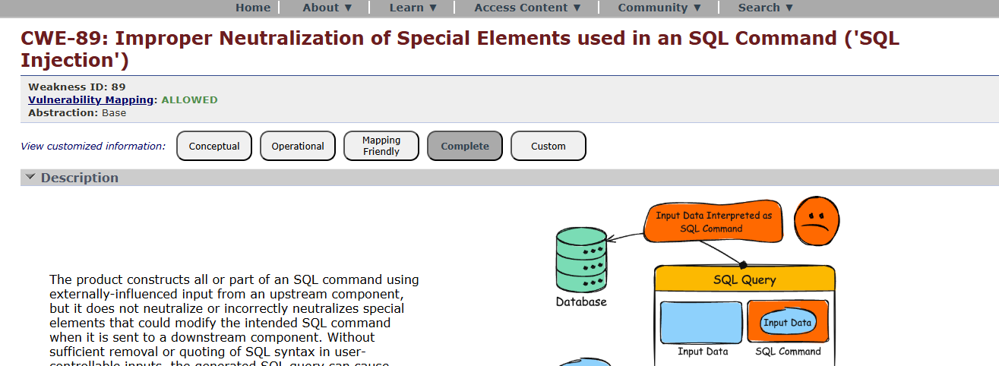 Home About ▼ Learn ▼ Access Content ▼ Community ▼ Search ▼
CWE-89: Improper Neutralization of Special Elements used in an SQL Command ('SQL
Injection')
Weakness ID: 89
Vulnerability Mapping: ALLOWED
Abstraction: Base
View customized information:
Conceptual
Operational
Mapping
Friendly
Complete
Custom
Description
The product constructs all or part of an SQL command using
externally-influenced input from an upstream component,
but it does not neutralize or incorrectly neutralizes special
elements that could modify the intended SQL command
when it is sent to a downstream component. Without
sufficient removal or quoting of SQL syntax in user-
controllable inputs, the generated SQL query can cause
Input Data Interpreted as
SQL Command
Database
SQL Query
Input Data
Input Data
SQL Command